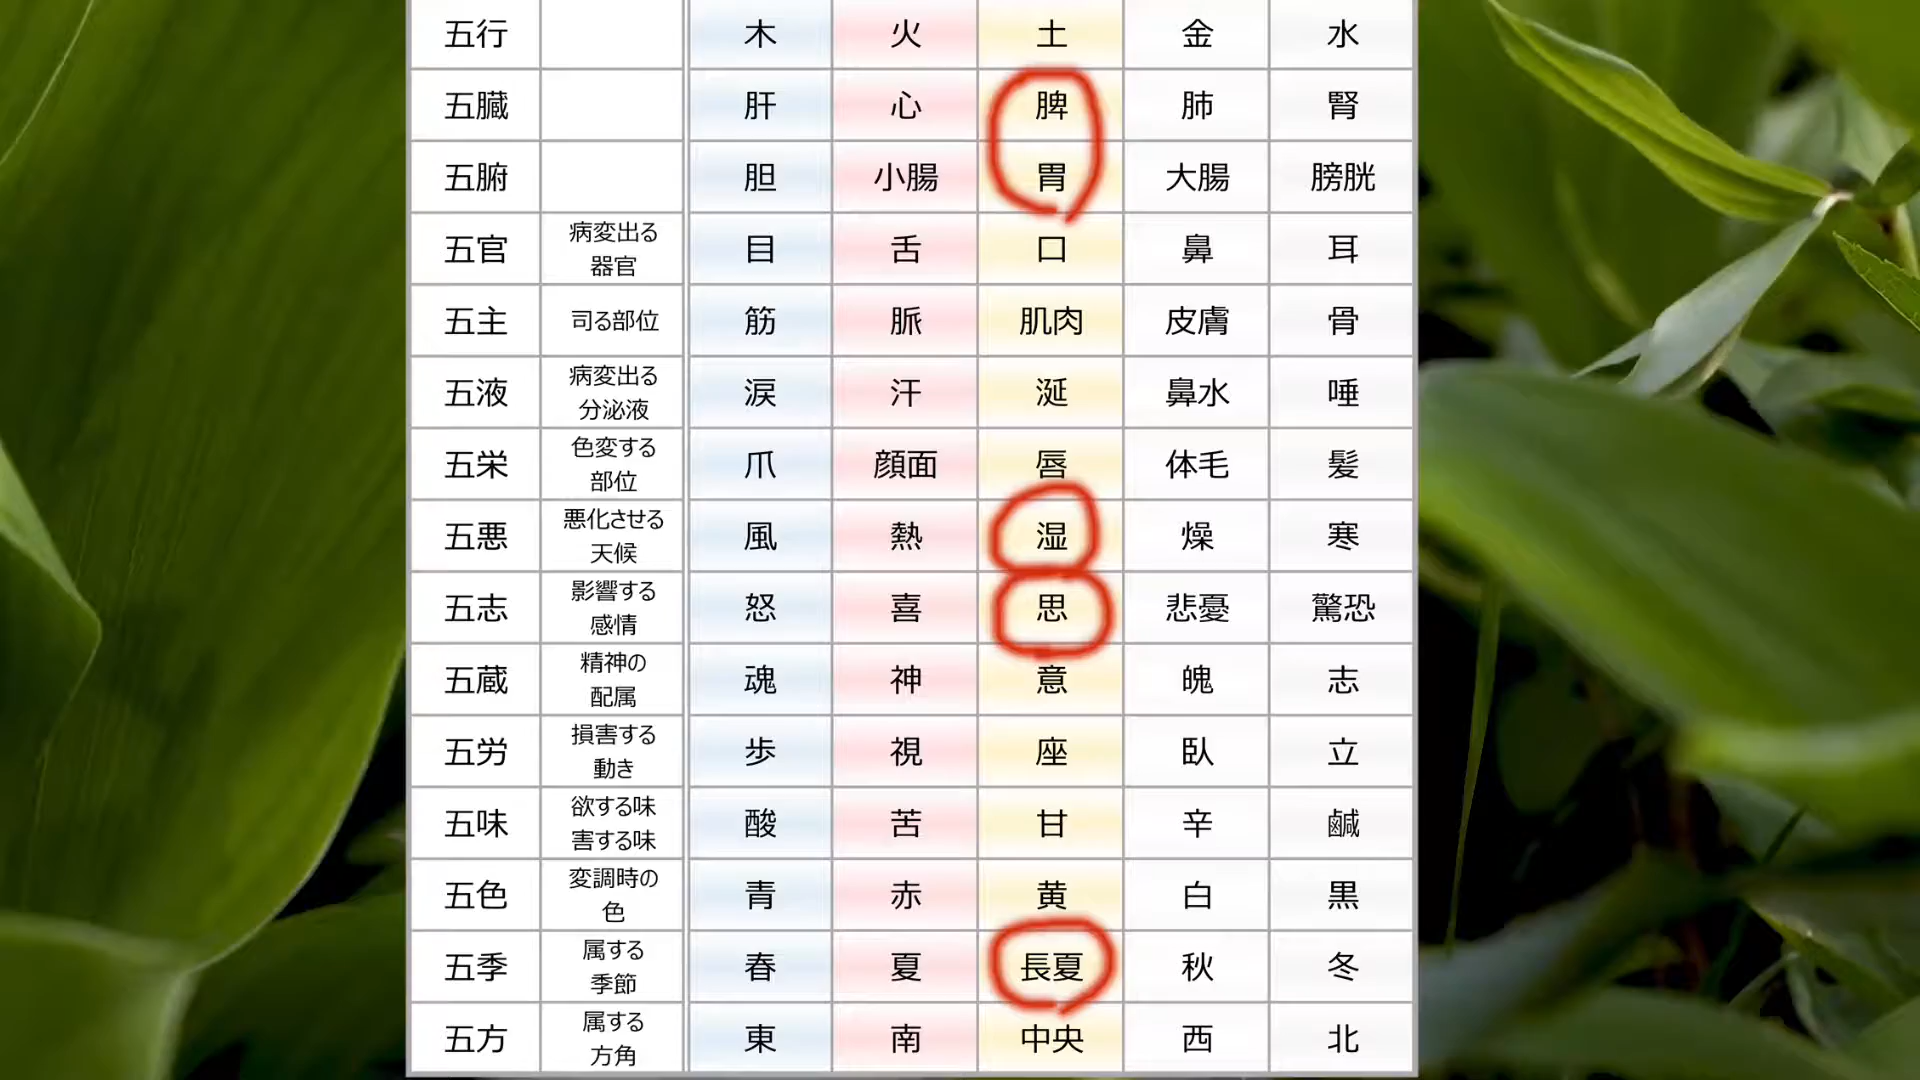 五行 木 火 土 金 水
五臓 肝 心 脾 肺 腎
五腑 胆 小腸 胃 大腸 膀胱
五官 病変出る 目 舌 口 鼻 耳
器官
五主 司る部位 筋 脈 肌肉 皮膚 骨
五液 病変出る 涙 汗 涎 鼻水 唾
分泌液
五栄 色変する 爪 顔面 唇 体毛 髪
部位
五悪 悪化させる 風 熱 湿 燥 寒
天候
五志 影響する 怒 喜 思 悲憂 驚恐
感情
五蔵 精神の 魂 神 意 魄 志
配属
五労 損害する 歩 視 座 臥 立
動き
五味 欲する味 酸 苦 甘 辛 鹹
害する味
五色 変調時の 青 赤 黄 白 黒
色
五季 属する 春 夏 長夏 秋 冬
季節
五方 属する 東 南 中央 西 北
方角